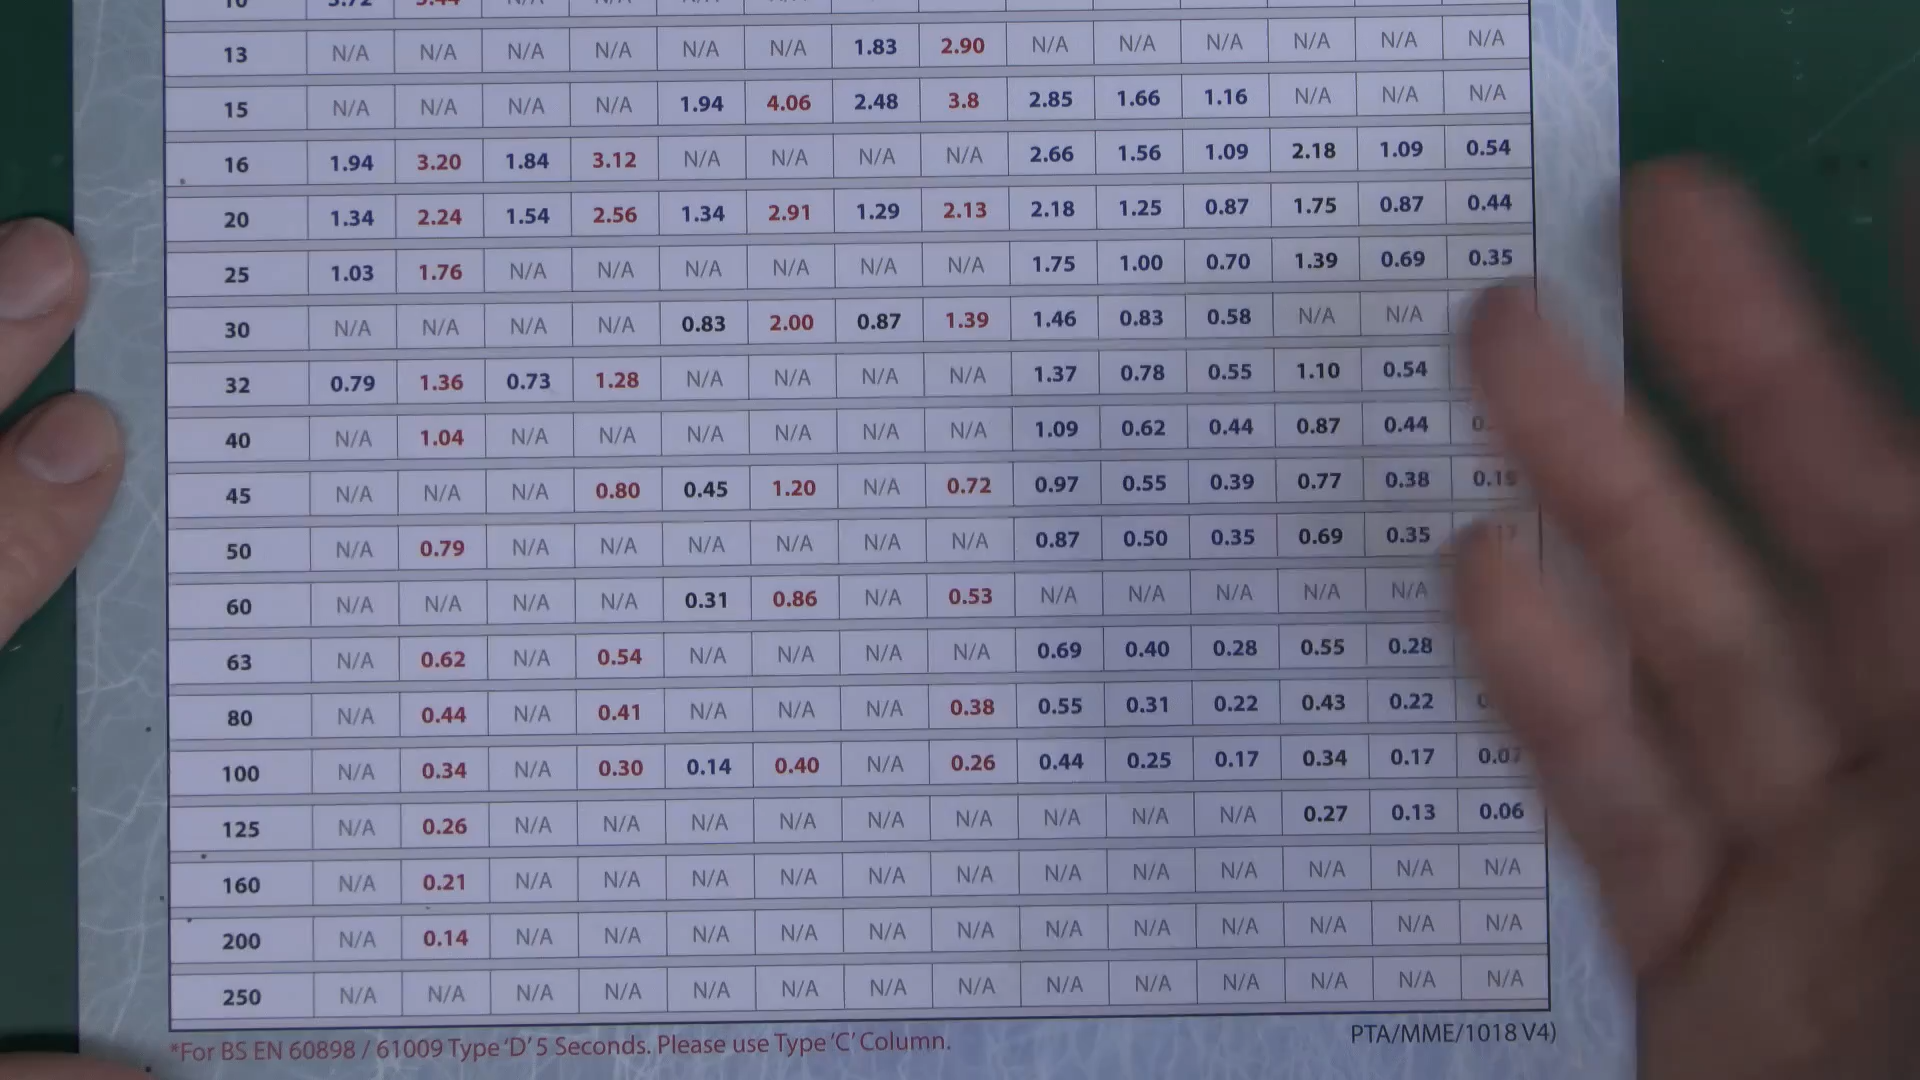 10 3.72 N/A N/A
13 N/A N/A N/A N/A N/A N/A 1.83 2.90 N/A N/A N/A N/A N/A N/A
15 N/A N/A N/A N/A 1.94 4.06 2.48 3.8 2.85 1.66 1.16 N/A N/A N/A
16 1.94 3.20 1.84 3.12 N/A N/A N/A N/A 2.66 1.56 1.09 2.18 1.09 0.54
20 1.34 2.24 1.54 2.56 1.34 2.91 1.29 2.13 2.18 1.25 0.87 1.75 0.87 0.44
25 1.03 1.76 N/A N/A N/A N/A N/A N/A 1.75 1.00 0.70 1.39 0.69 0.35
30 N/A N/A N/A N/A 0.83 2.00 0.87 1.39 1.46 0.83 0.58 N/A N/A
32 0.79 1.36 0.73 1.28 N/A N/A N/A N/A 1.37 0.78 0.55 1.10 0.54
40 N/A 1.04 N/A N/A N/A N/A N/A N/A 1.09 0.62 0.44 0.87 0.44
45 N/A N/A N/A 0.80 0.45 1.20 N/A 0.72 0.97 0.55 0.39 0.77 0.38 0.19
50 N/A 0.79 N/A N/A N/A N/A N/A N/A 0.87 0.50 0.35 0.69 0.35
60 N/A N/A N/A N/A 0.31 0.86 N/A 0.53 N/A N/A N/A N/A N/A
63 N/A 0.62 N/A 0.54 N/A N/A N/A N/A 0.69 0.40 0.28 0.55 0.28
80 N/A 0.44 N/A 0.41 N/A N/A N/A 0.38 0.55 0.31 0.22 0.43 0.22
100 N/A 0.34 N/A 0.30 0.14 0.40 N/A 0.26 0.44 0.25 0.17 0.34 0.17 0.07
125 N/A 0.26 N/A N/A N/A N/A N/A N/A N/A N/A N/A 0.27 0.13 0.06
160 N/A 0.21 N/A N/A N/A N/A N/A N/A N/A N/A N/A N/A N/A N/A
200 N/A 0.14 N/A N/A N/A N/A N/A N/A N/A N/A N/A N/A N/A N/A
250 N/A N/A N/A N/A N/A N/A N/A N/A N/A N/A N/A N/A N/A N/A
*For BS EN 60898 / 61009 Type 'D' 5 Seconds. Please use Type 'C' Column.
PTA/MME/1018 V4)